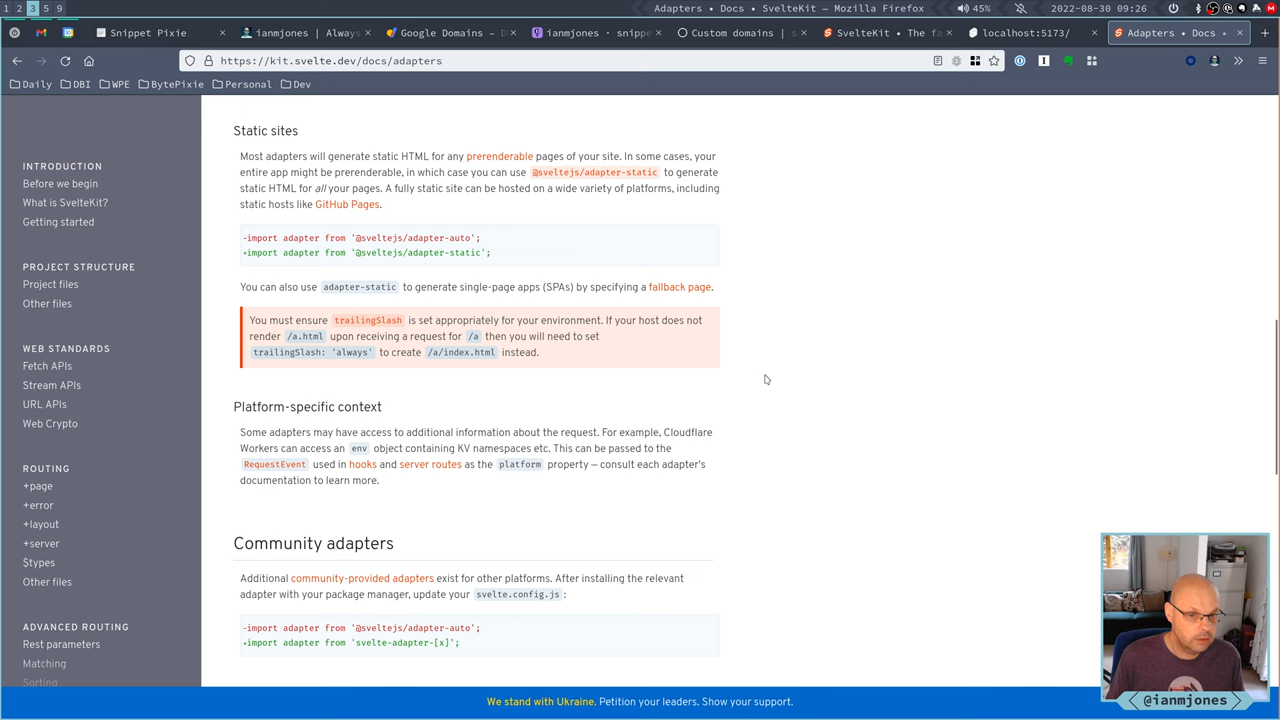 1 2 3 5 9
Adapters • Docs • SvelteKit — Mozilla Firefox
45%
2022-08-30 09:26
Snippet Pixie
ianmjones | Always
Google Domains – D
ianmjones · snippe
Custom domains | s
SvelteKit • The fa
localhost:5173/
Adapters • Docs •
https://kit.svelte.dev/docs/adapters
Daily DBI WPE BytePixie Personal Dev
INTRODUCTION
Before we begin
What is SvelteKit?
Getting started
PROJECT STRUCTURE
Project files
Other files
WEB STANDARDS
Fetch APIs
Stream APIs
URL APIs
Web Crypto
ROUTING
+page
+error
+layout
+server
$types
Other files
ADVANCED ROUTING
Rest parameters
Matching
Sorting
Static sites
Most adapters will generate static HTML for any prerenderable pages of your site. In some cases, your
entire app might be prerenderable, in which case you can use @sveltejs/adapter-static to generate
static HTML for all your pages. A fully static site can be hosted on a wide variety of platforms, including
static hosts like GitHub Pages.
-import adapter from '@sveltejs/adapter-auto';
+import adapter from '@sveltejs/adapter-static';
You can also use adapter-static to generate single-page apps (SPAs) by specifying a fallback page.
You must ensure trailingSlash is set appropriately for your environment. If your host does not
render /a.html upon receiving a request for /a then you will need to set
trailingSlash: 'always' to create /a/index.html instead.
Platform-specific context
Some adapters may have access to additional information about the request. For example, Cloudflare
Workers can access an env object containing KV namespaces etc. This can be passed to the
RequestEvent used in hooks and server routes as the platform property — consult each adapter's
documentation to learn more.
Community adapters
Additional community-provided adapters exist for other platforms. After installing the relevant
adapter with your package manager, update your svelte.config.js:
-import adapter from '@sveltejs/adapter-auto';
+import adapter from 'svelte-adapter-[x]';
We stand with Ukraine. Petition your leaders. Show your support.
@ianmjones